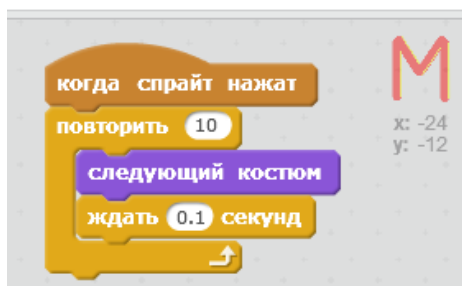 когда спрайт нажат
М
повторить 10
x: -24
y: -12
следующий костюм
ждать 0.1 секунд